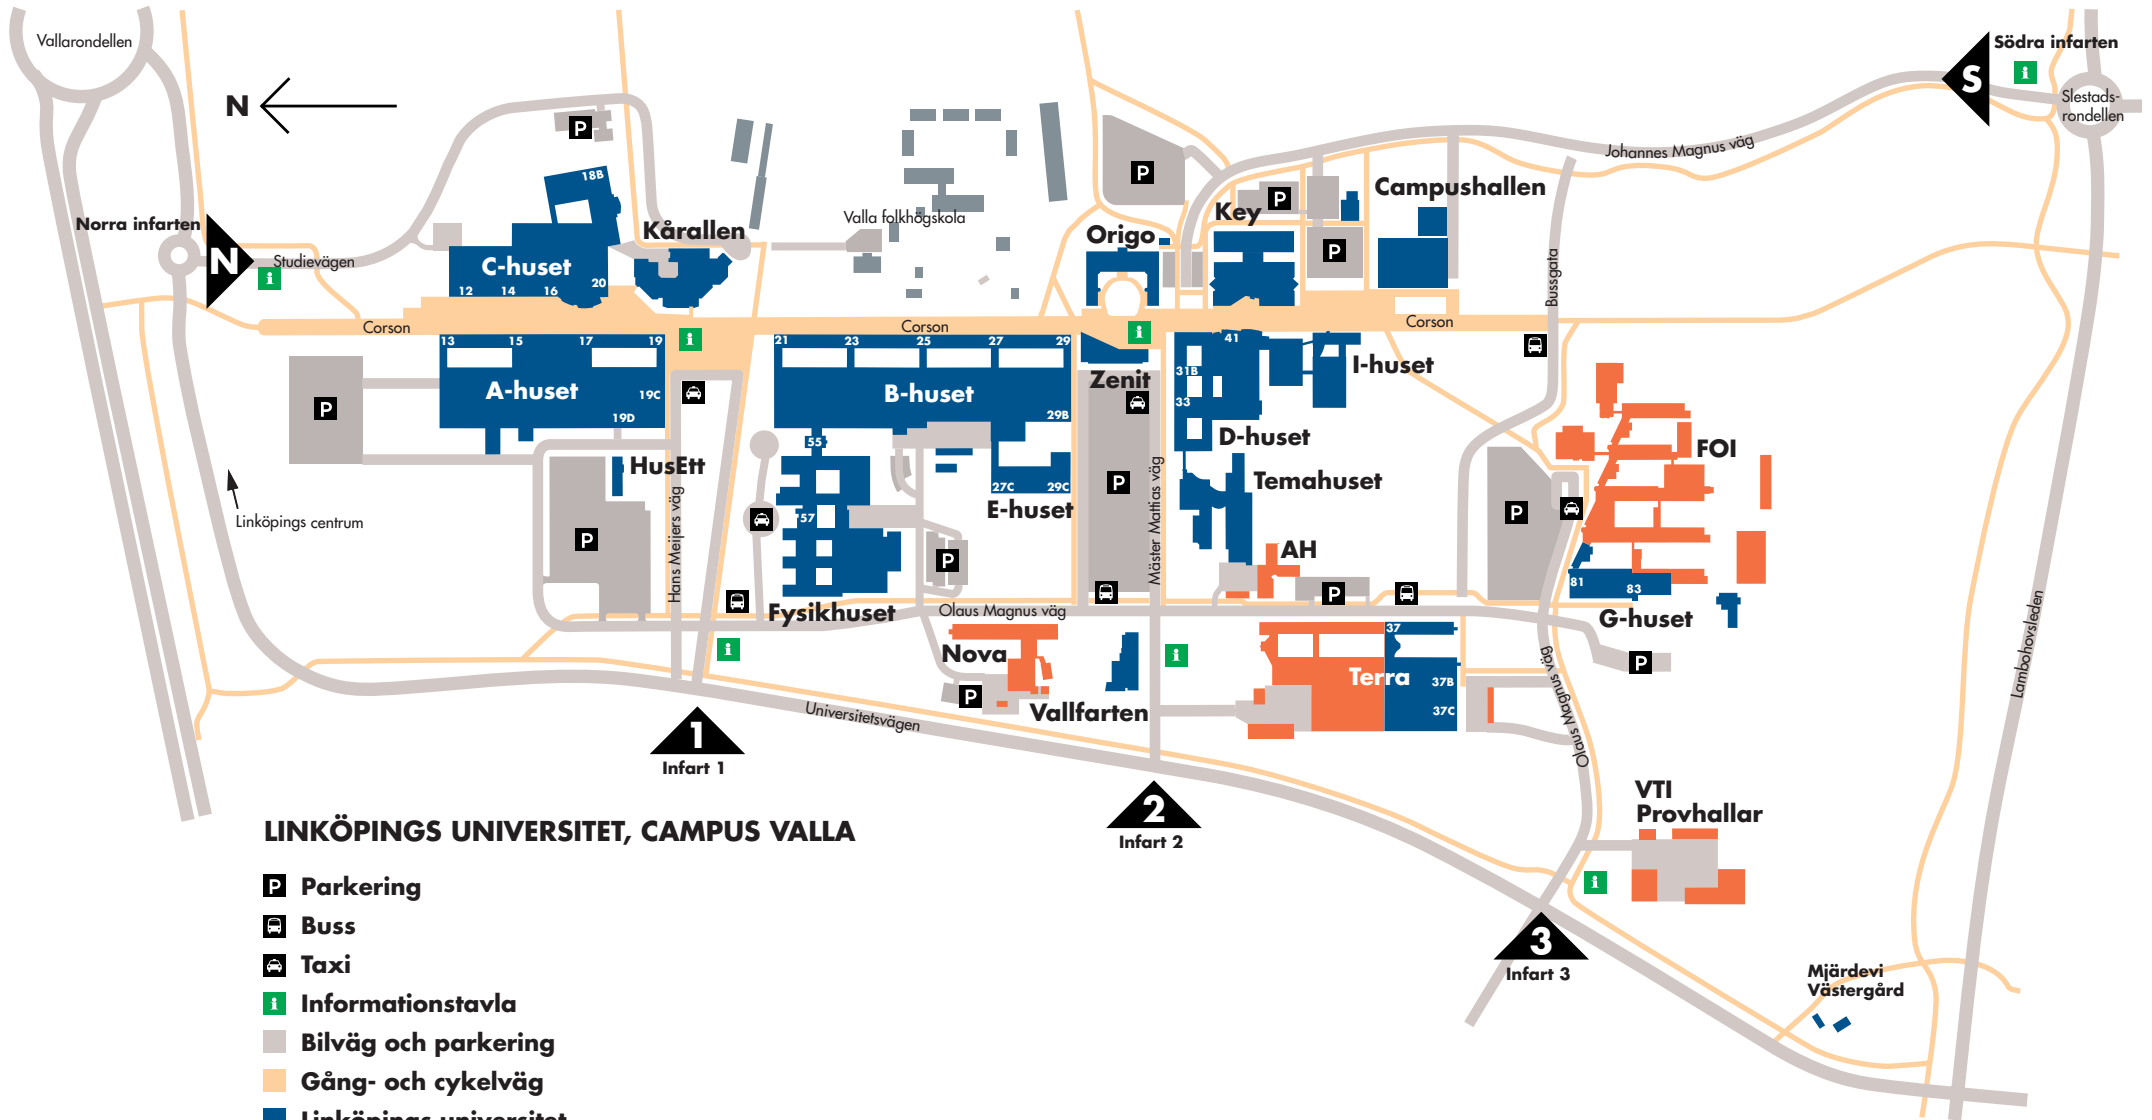 Vallarondellen
Södra infarten
S
i
Slestads-
rondellen
N
P
Johannes Magnus väg
P
18B
Campushallen
P
Key
Norra infarten
Kårallen
Valla folkhögskola
Origo
N
Studievägen
i
C-huset
12 14 16 20
P
Bussgata
Corson
Corson
Corson
i
i
13 15 17 19
21 23 25 27 29
41
A-huset
19C
19D
B-huset
29B
Zenit
31B
33
I-huset
P
HusEtt
55
D-huset
FOI
Linköpings centrum
Hans Meijers väg
57
27C 29C
E-huset
P
Mäster Mattias väg
Temahuset
P
P
P
AH
P
81 83
G-huset
Fysikhuset
Olaus Magnus väg
i
Nova
i
37
Terra
37B
37C
P
P
Vallfarten
Olaus Magnus väg
Lambohovsleden
Universitetsvägen
1
Infart 1
2
Infart 2
VTI
Provhallar
i
3
Infart 3
Mjärdevi
Västergård
LINKÖPINGS UNIVERSITET, CAMPUS VALLA
P Parkering
Buss
Taxi
i Informationstavla
Bilväg och parkering
Gång- och cykelväg
Linköpings universitet